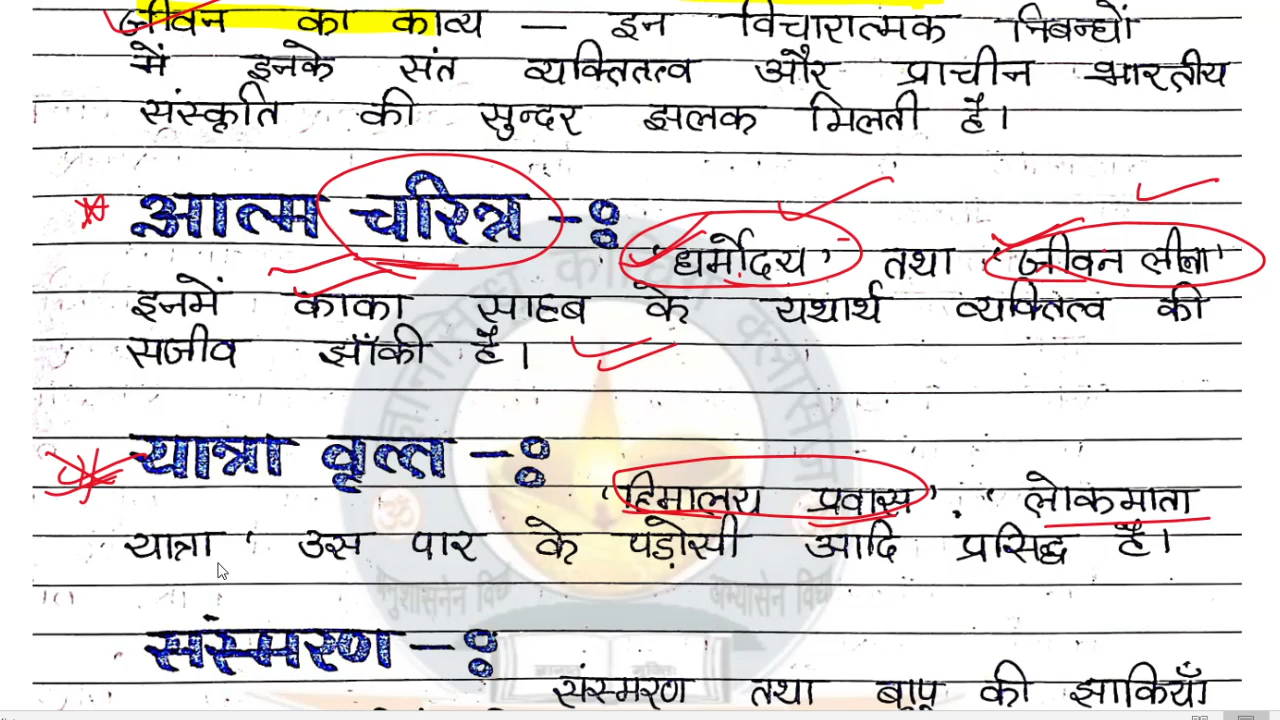 जीवन का काव्य — इन विचारात्मक निबन्धों
में इनके संत व्यक्तितत्व और प्राचीन भारतीय
संस्कृति की सुन्दर झलक मिलती है।
आत्म चरित्र -:
'धर्मोदय' तथा 'जीवन लीला'
इनमें काका साहब के यथार्थ व्यक्तित्व की
सजीव झाँकी है।
यात्रा वृत्त -:
'हिमालय प्रवास', 'लोकमाता
यात्रा' उस पार के पड़ोसी आदि प्रसिद्ध है।
संस्मरण -:
संस्मरण तथा बापू की झाकियाँ